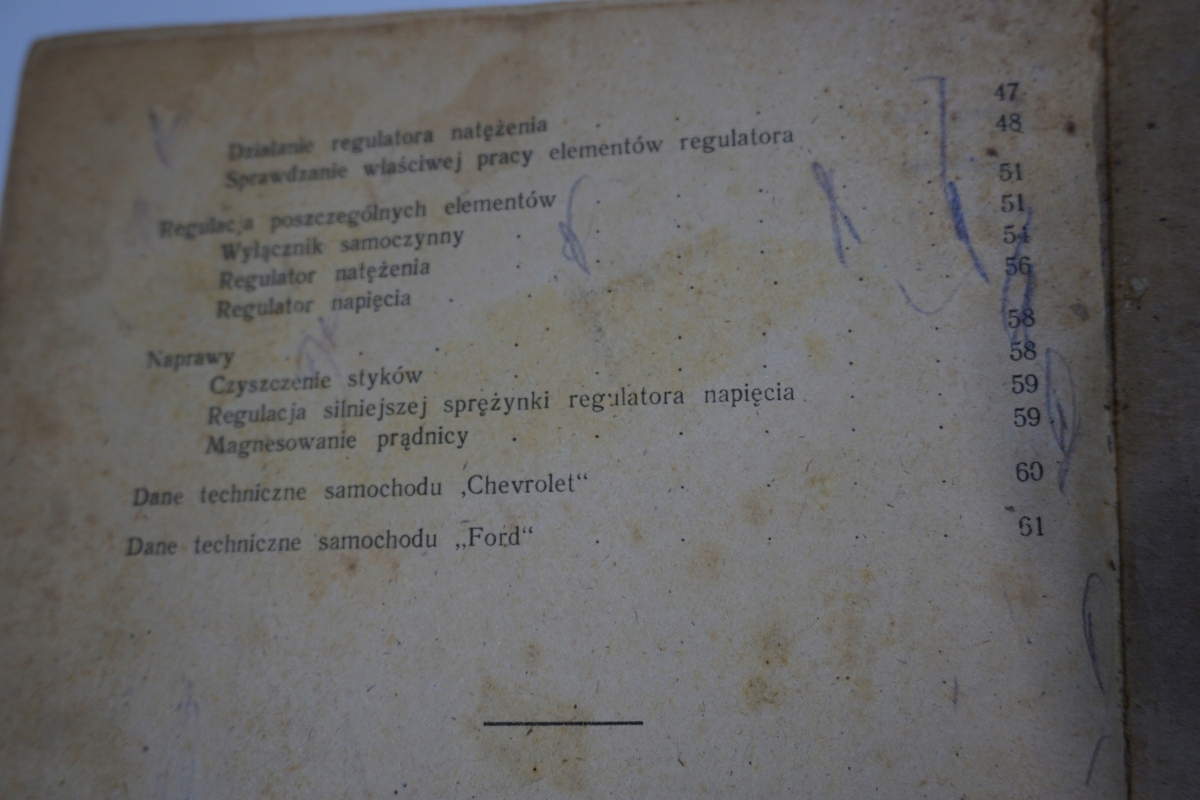 Działanie regulatora natężenia . . . . 47
Sprawdzanie właściwej pracy elementów regulatora . 48
Regulacja poszczególnych elementów . . . . 51
Wyłącznik samoczynny . . . . 51
Regulator natężenia . . . . 54
Regulator napięcia . . . . 56
Naprawy . . . . 58
Czyszczenie styków . . . . 58
Regulacja silniejszej sprężynki regulatora napięcia . . . 59
Magnesowanie prądnicy . . . . 59
Dane techniczne samochodu „Chevrolet“ . . . . 60
Dane techniczne samochodu „Ford“ . . . . 61